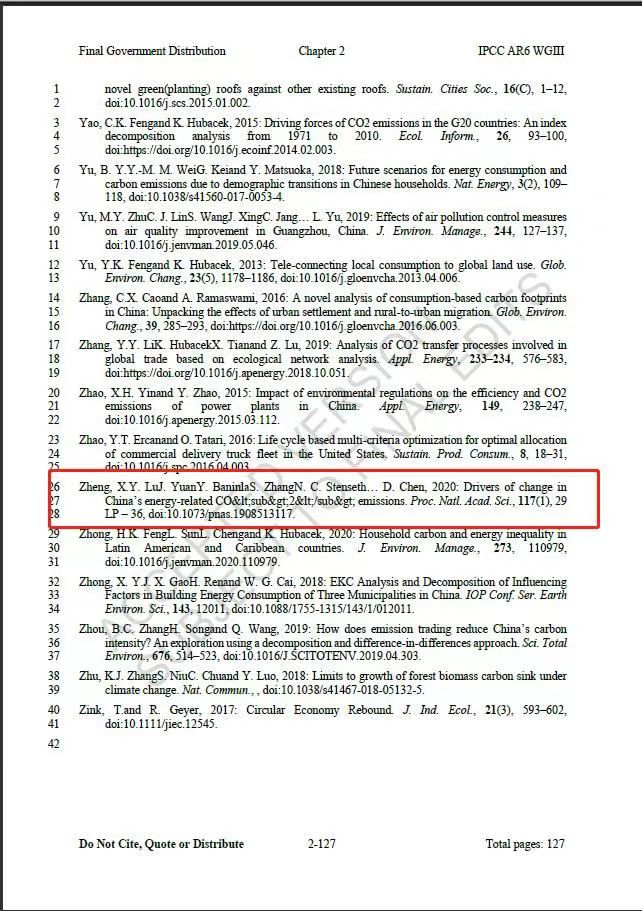 Final Government Distribution Chapter 2 IPCC AR6 WGIII
1 novel green(planting) roofs against other existing roofs. Sustain. Cities Soc., 16(C), 1–12,
2 doi:10.1016/j.scs.2015.01.002.
3 Yao, C.K. Fengand K. Hubacek, 2015: Driving forces of CO2 emissions in the G20 countries: An index
4 decomposition analysis from 1971 to 2010. Ecol. Inform., 26, 93–100,
5 doi:https://doi.org/10.1016/j.ecoinf.2014.02.003.
6 Yu, B. Y.Y.-M. M. WeiG. Keiand Y. Matsuoka, 2018: Future scenarios for energy consumption and
7 carbon emissions due to demographic transitions in Chinese households. Nat. Energy, 3(2), 109–
8 118, doi:10.1038/s41560-017-0053-4.
9 Yu, M.Y. ZhuC. J. LinS. WangJ. XingC. Jang… L. Yu, 2019: Effects of air pollution control measures
10 on air quality improvement in Guangzhou, China. J. Environ. Manage., 244, 127–137,
11 doi:10.1016/j.jenvman.2019.05.046.
12 Yu, Y.K. Fengand K. Hubacek, 2013: Tele-connecting local consumption to global land use. Glob.
13 Environ. Chang., 23(5), 1178–1186, doi:10.1016/j.gloenvcha.2013.04.006.
14 Zhang, C.X. Caoand A. Ramaswami, 2016: A novel analysis of consumption-based carbon footprints
15 in China: Unpacking the effects of urban settlement and rural-to-urban migration. Glob. Environ.
16 Chang., 39, 285–293, doi:https://doi.org/10.1016/j.gloenvcha.2016.06.003.
17 Zhang, Y.Y. LiK. HubacekX. Tianand Z. Lu, 2019: Analysis of CO2 transfer processes involved in
18 global trade based on ecological network analysis. Appl. Energy, 233–234, 576–583,
19 doi:https://doi.org/10.1016/j.apenergy.2018.10.051.
20 Zhao, X.H. Yinand Y. Zhao, 2015: Impact of environmental regulations on the efficiency and CO2
21 emissions of power plants in China. Appl. Energy, 149, 238–247,
22 doi:10.1016/j.apenergy.2015.03.112.
23 Zhao, Y.T. Ercanand O. Tatari, 2016: Life cycle based multi-criteria optimization for optimal allocation
24 of commercial delivery truck fleet in the United States. Sustain. Prod. Consum., 8, 18–31,
25 doi:10.1016/j.spc.2016.04.003.
26 Zheng, X.Y. LuJ. YuanY. BaninlaS. ZhangN. C. Stenseth… D. Chen, 2020: Drivers of change in
27 China's energy-related CO&lt;sub&gt;2&lt;/sub&gt; emissions. Proc. Natl. Acad. Sci., 117(1), 29
28 LP – 36, doi:10.1073/pnas.1908513117.
29 Zhong, H.K. FengL. SunL. Chengand K. Hubacek, 2020: Household carbon and energy inequality in
30 Latin American and Caribbean countries. J. Environ. Manage., 273, 110979,
31 doi:10.1016/j.jenvman.2020.110979.
32 Zhong, X. Y.J. X. GaoH. Renand W. G. Cai, 2018: EKC Analysis and Decomposition of Influencing
33 Factors in Building Energy Consumption of Three Municipalities in China. IOP Conf. Ser. Earth
34 Environ. Sci., 143, 12011, doi:10.1088/1755-1315/143/1/012011.
35 Zhou, B.C. ZhangH. Songand Q. Wang, 2019: How does emission trading reduce China's carbon
36 intensity? An exploration using a decomposition and difference-in-differences approach. Sci. Total
37 Environ., 676, 514–523, doi:10.1016/J.SCITOTENV.2019.04.303.
38 Zhu, K.J. ZhangS. NiuC. Chuand Y. Luo, 2018: Limits to growth of forest biomass carbon sink under
39 climate change. Nat. Commun., , doi:10.1038/s41467-018-05132-5.
40 Zink, T.and R. Geyer, 2017: Circular Economy Rebound. J. Ind. Ecol., 21(3), 593–602,
41 doi:10.1111/jiec.12545.
42
ACCEPTED VERSION
SUBJECT TO FINAL EDITS
Do Not Cite, Quote or Distribute 2-127 Total pages: 127